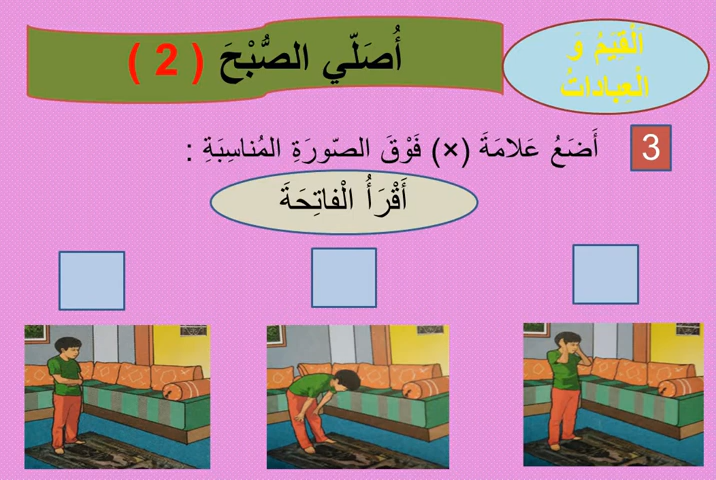 الْقِيَمُ وَ
الْعِباداتُ
أُصَلّي الصُّبْحَ ( 2 )
3 أَضَعُ عَلامَةَ (×) فَوْقَ الصّورَةِ المُناسِبَةِ :
أَقْرَأُ الْفاتِحَةَ